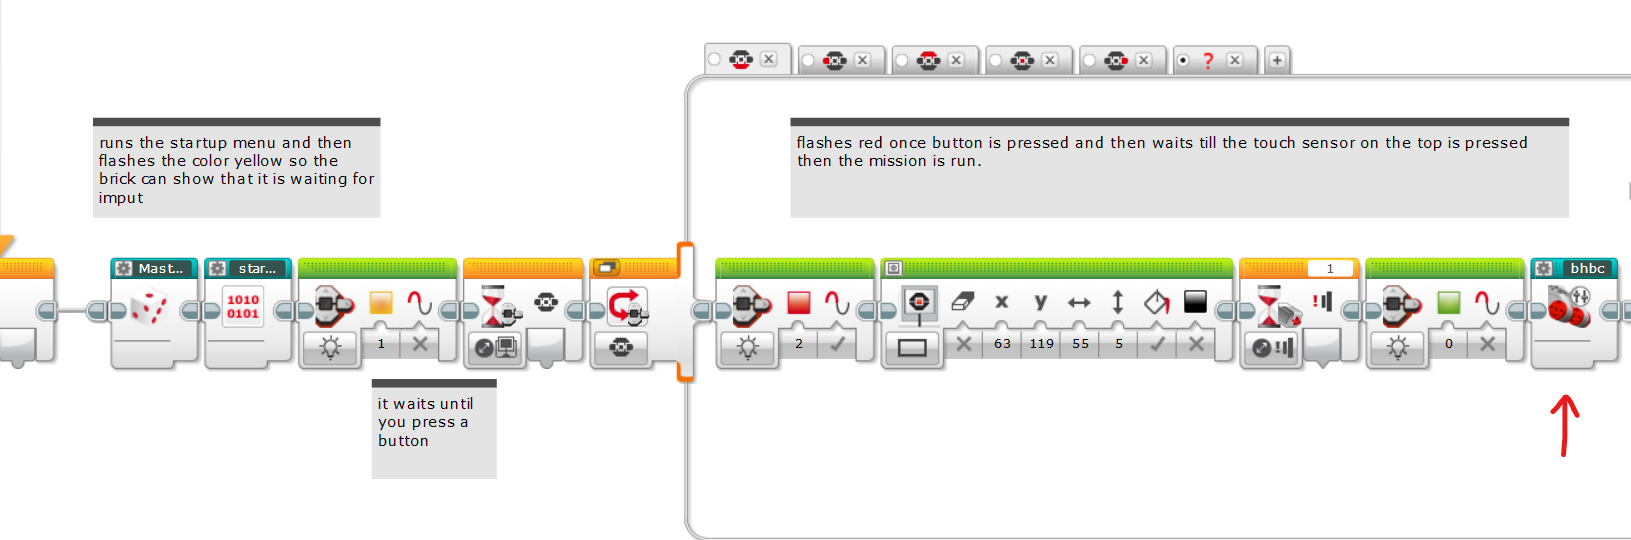 ?
runs the startup menu and then
flashes the color yellow so the
brick can show that it is waiting for
imput
flashes red once button is pressed and then waits till the touch sensor on the top is pressed
then the mission is run.
Mast...
star...
1
bhbc
1010
0101
x
y
1
2
63
119
55
5
0
it waits until
you press a
button